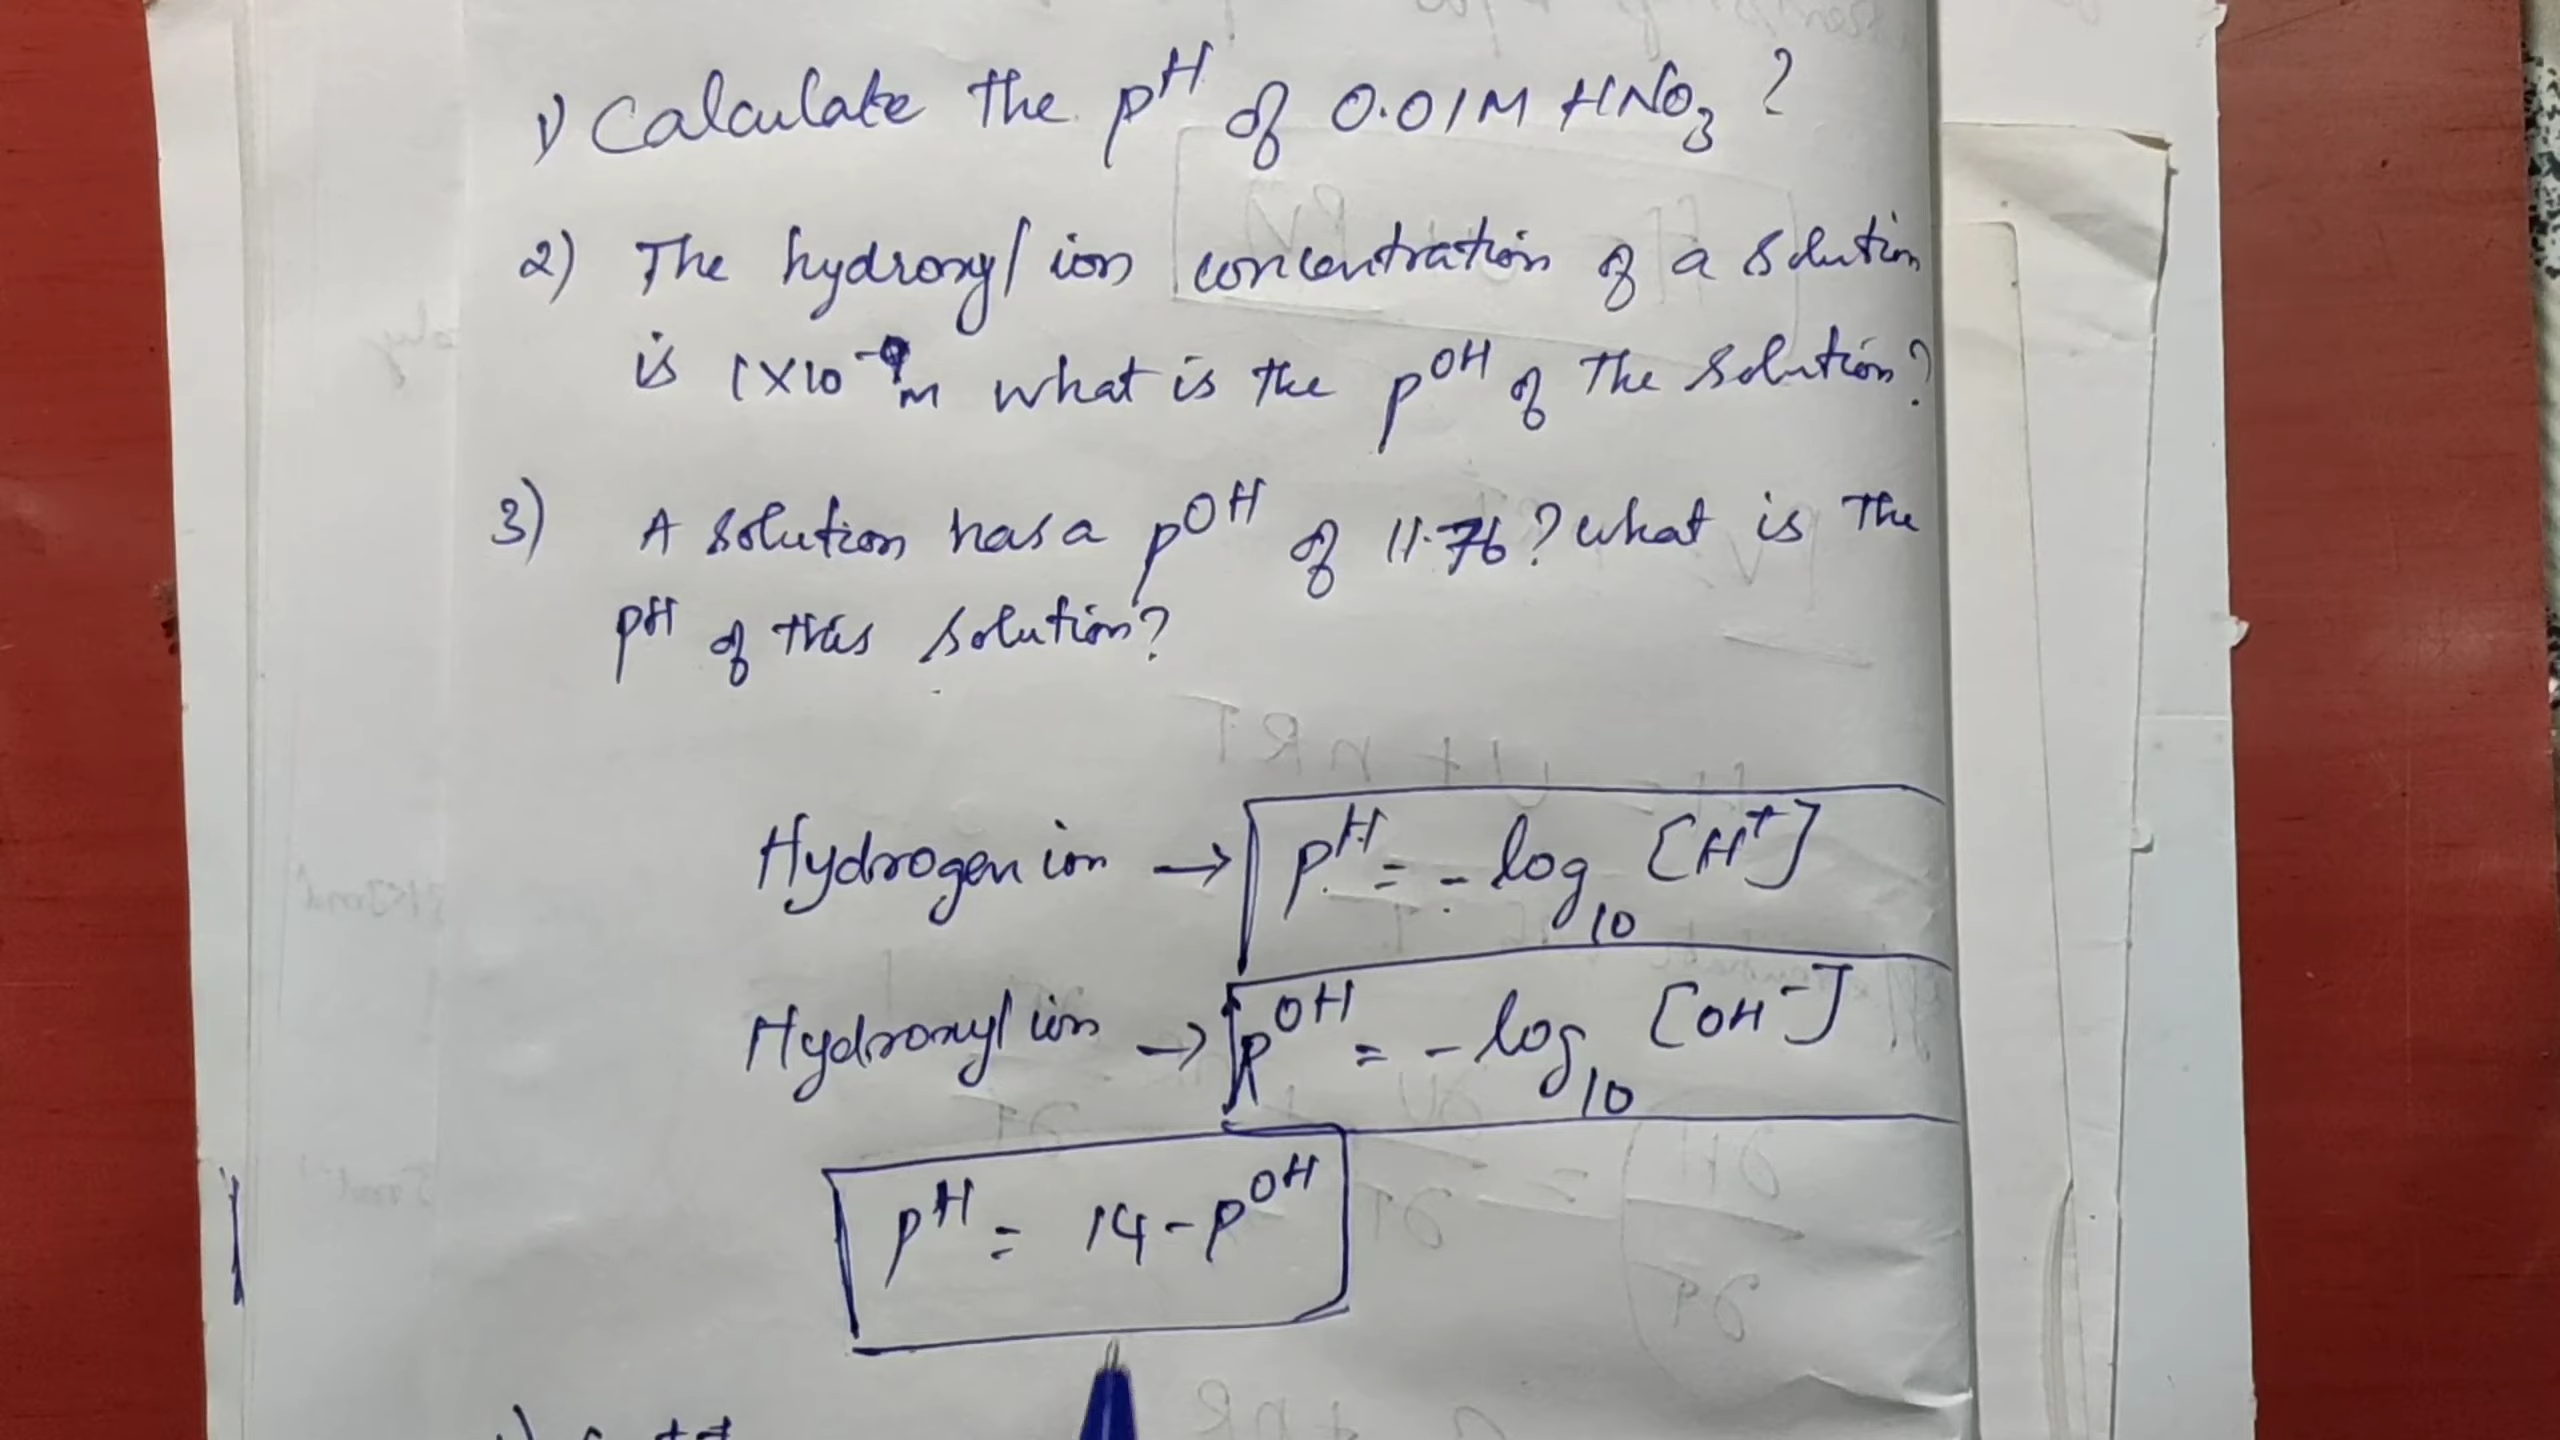 1) Calculate the pH of 0.01M HNO3 ?
2) The hydroxyl ion concentration of a solution
is 1×10^-9 M what is the pOH of the solution?
3) A solution has a pOH of 11.76? what is the
pH of this solution?
Hydrogen ion → pH = - log10 [H+]
Hydroxyl ion → pOH = - log10 [OH-]
pH = 14 - pOH